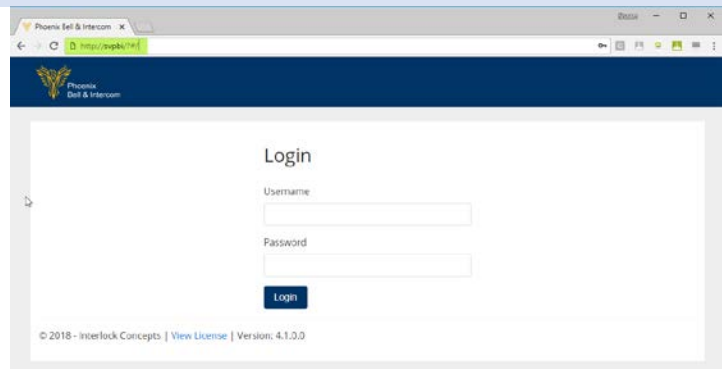 Phoenix Bell & Intercom
Phoenix
Bell & Intercom
Login
Username
Password
Login
© 2018 - Interlock Concepts | View License | Version: 4.1.0.0